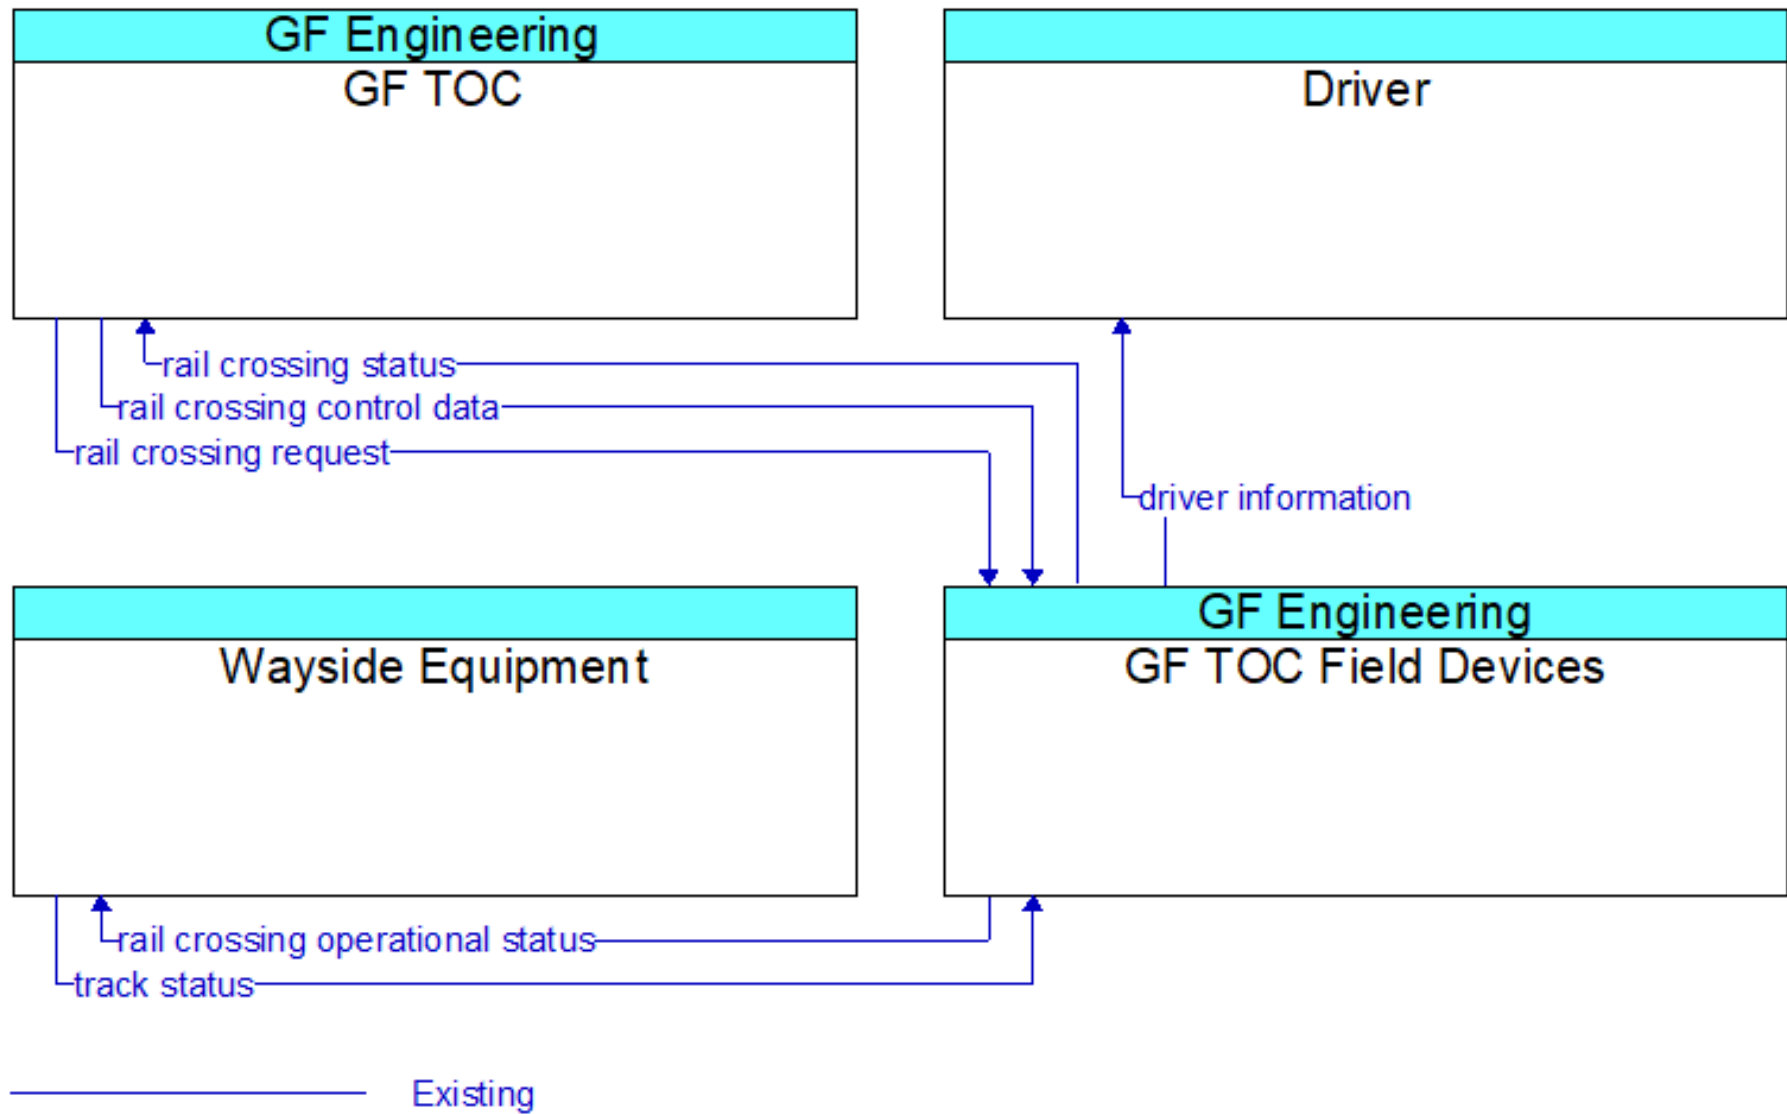 GF Engineering
GF TOC
Driver
rail crossing status
rail crossing control data
rail crossing request
driver information
Wayside Equipment
GF Engineering
GF TOC Field Devices
rail crossing operational status
track status
Existing